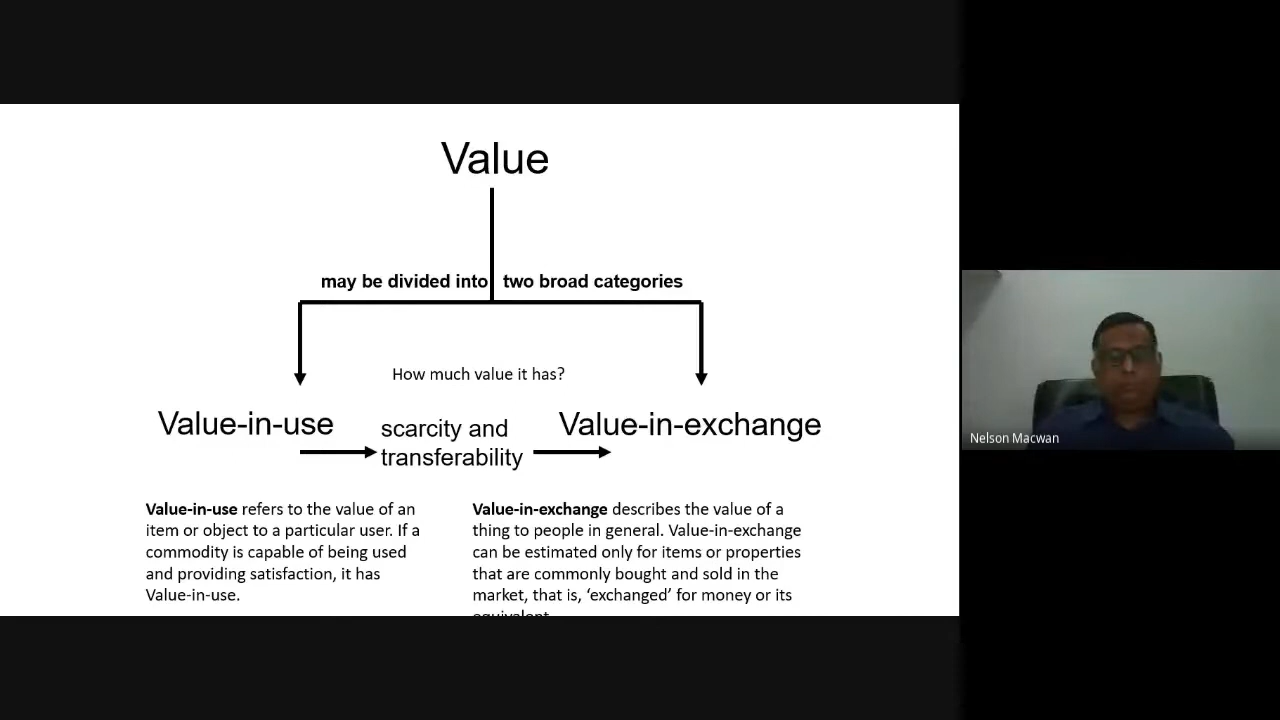 Value
may be divided into two broad categories
How much value it has?
Value-in-use
scarcity and
transferability
Value-in-exchange
Value-in-use refers to the value of an
item or object to a particular user. If a
commodity is capable of being used
and providing satisfaction, it has
Value-in-use.
Value-in-exchange describes the value of a
thing to people in general. Value-in-exchange
can be estimated only for items or properties
that are commonly bought and sold in the
market, that is, ‘exchanged’ for money or its
equivalent.
Nelson Macwan